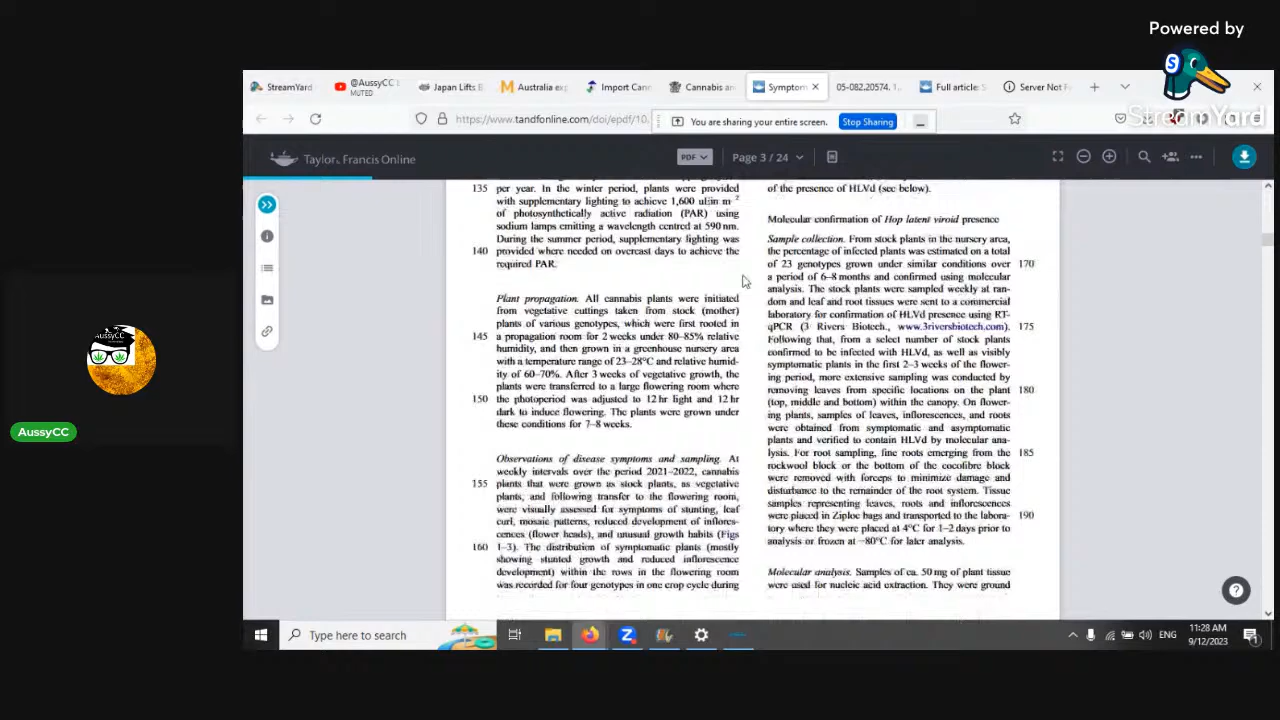 Powered by
StreamYard
StreamYard
@AussyCC
MUTED
Japan Lifts B
Australia exp
Import Cann
Cannabis an
Symptom
05-082.20574. 1.
Full article: S
Server Not F
https://www.tandfonline.com/doi/epdf/10.
You are sharing your entire screen.
Stop Sharing
Taylor & Francis Online
PDF
Page 3 / 24
135 per year. In the winter period, plants were provided
with supplementary lighting to achieve 1,600 uEin m⁻²
of photosynthetically active radiation (PAR) using
sodium lamps emitting a wavelength centred at 590 nm.
During the summer period, supplementary lighting was
140 provided where needed on overcast days to achieve the
required PAR.
Plant propagation. All cannabis plants were initiated
from vegetative cuttings taken from stock (mother)
plants of various genotypes, which were first rooted in
145 a propagation room for 2 weeks under 80–85% relative
humidity, and then grown in a greenhouse nursery area
with a temperature range of 23–28°C and relative humid-
ity of 60–70%. After 3 weeks of vegetative growth, the
plants were transferred to a large flowering room where
150 the photoperiod was adjusted to 12 hr light and 12 hr
dark to induce flowering. The plants were grown under
these conditions for 7–8 weeks.
Observations of disease symptoms and sampling. At
weekly intervals over the period 2021–2022, cannabis
155 plants that were grown as stock plants, as vegetative
plants, and following transfer to the flowering room,
were visually assessed for symptoms of stunting, leaf
curl, mosaic patterns, reduced development of inflores-
cences (flower heads), and unusual growth habits (Figs
160 1–3). The distribution of symptomatic plants (mostly
showing stunted growth and reduced inflorescence
development) within the rows in the flowering room
was recorded for four genotypes in one crop cycle during
of the presence of HLVd (see below).
Molecular confirmation of Hop latent viroid presence
Sample collection. From stock plants in the nursery area,
the percentage of infected plants was estimated on a total
of 23 genotypes grown under similar conditions over 170
a period of 6–8 months and confirmed using molecular
analysis. The stock plants were sampled weekly at ran-
dom and leaf and root tissues were sent to a commercial
laboratory for confirmation of HLVd presence using RT-
qPCR (3 Rivers Biotech., www.3riversbiotech.com). 175
Following that, from a select number of stock plants
confirmed to be infected with HLVd, as well as visibly
symptomatic plants in the first 2–3 weeks of the flower-
ing period, more extensive sampling was conducted by
removing leaves from specific locations on the plant 180
(top, middle and bottom) within the canopy. On flower-
ing plants, samples of leaves, inflorescences, and roots
were obtained from symptomatic and asymptomatic
plants and verified to contain HLVd by molecular ana-
lysis. For root sampling, fine roots emerging from the 185
rockwool block or the bottom of the cocofibre block
were removed with forceps to minimize damage and
disturbance to the remainder of the root system. Tissue
samples representing leaves, roots and inflorescences
were placed in Ziploc bags and transported to the labora- 190
tory where they were placed at 4°C for 1–2 days prior to
analysis or frozen at −80°C for later analysis.
Molecular analysis. Samples of ca. 50 mg of plant tissue
were used for nucleic acid extraction. They were ground
AUSSYCC
AussyCC
Type here to search
ENG
11:28 AM
9/12/2023